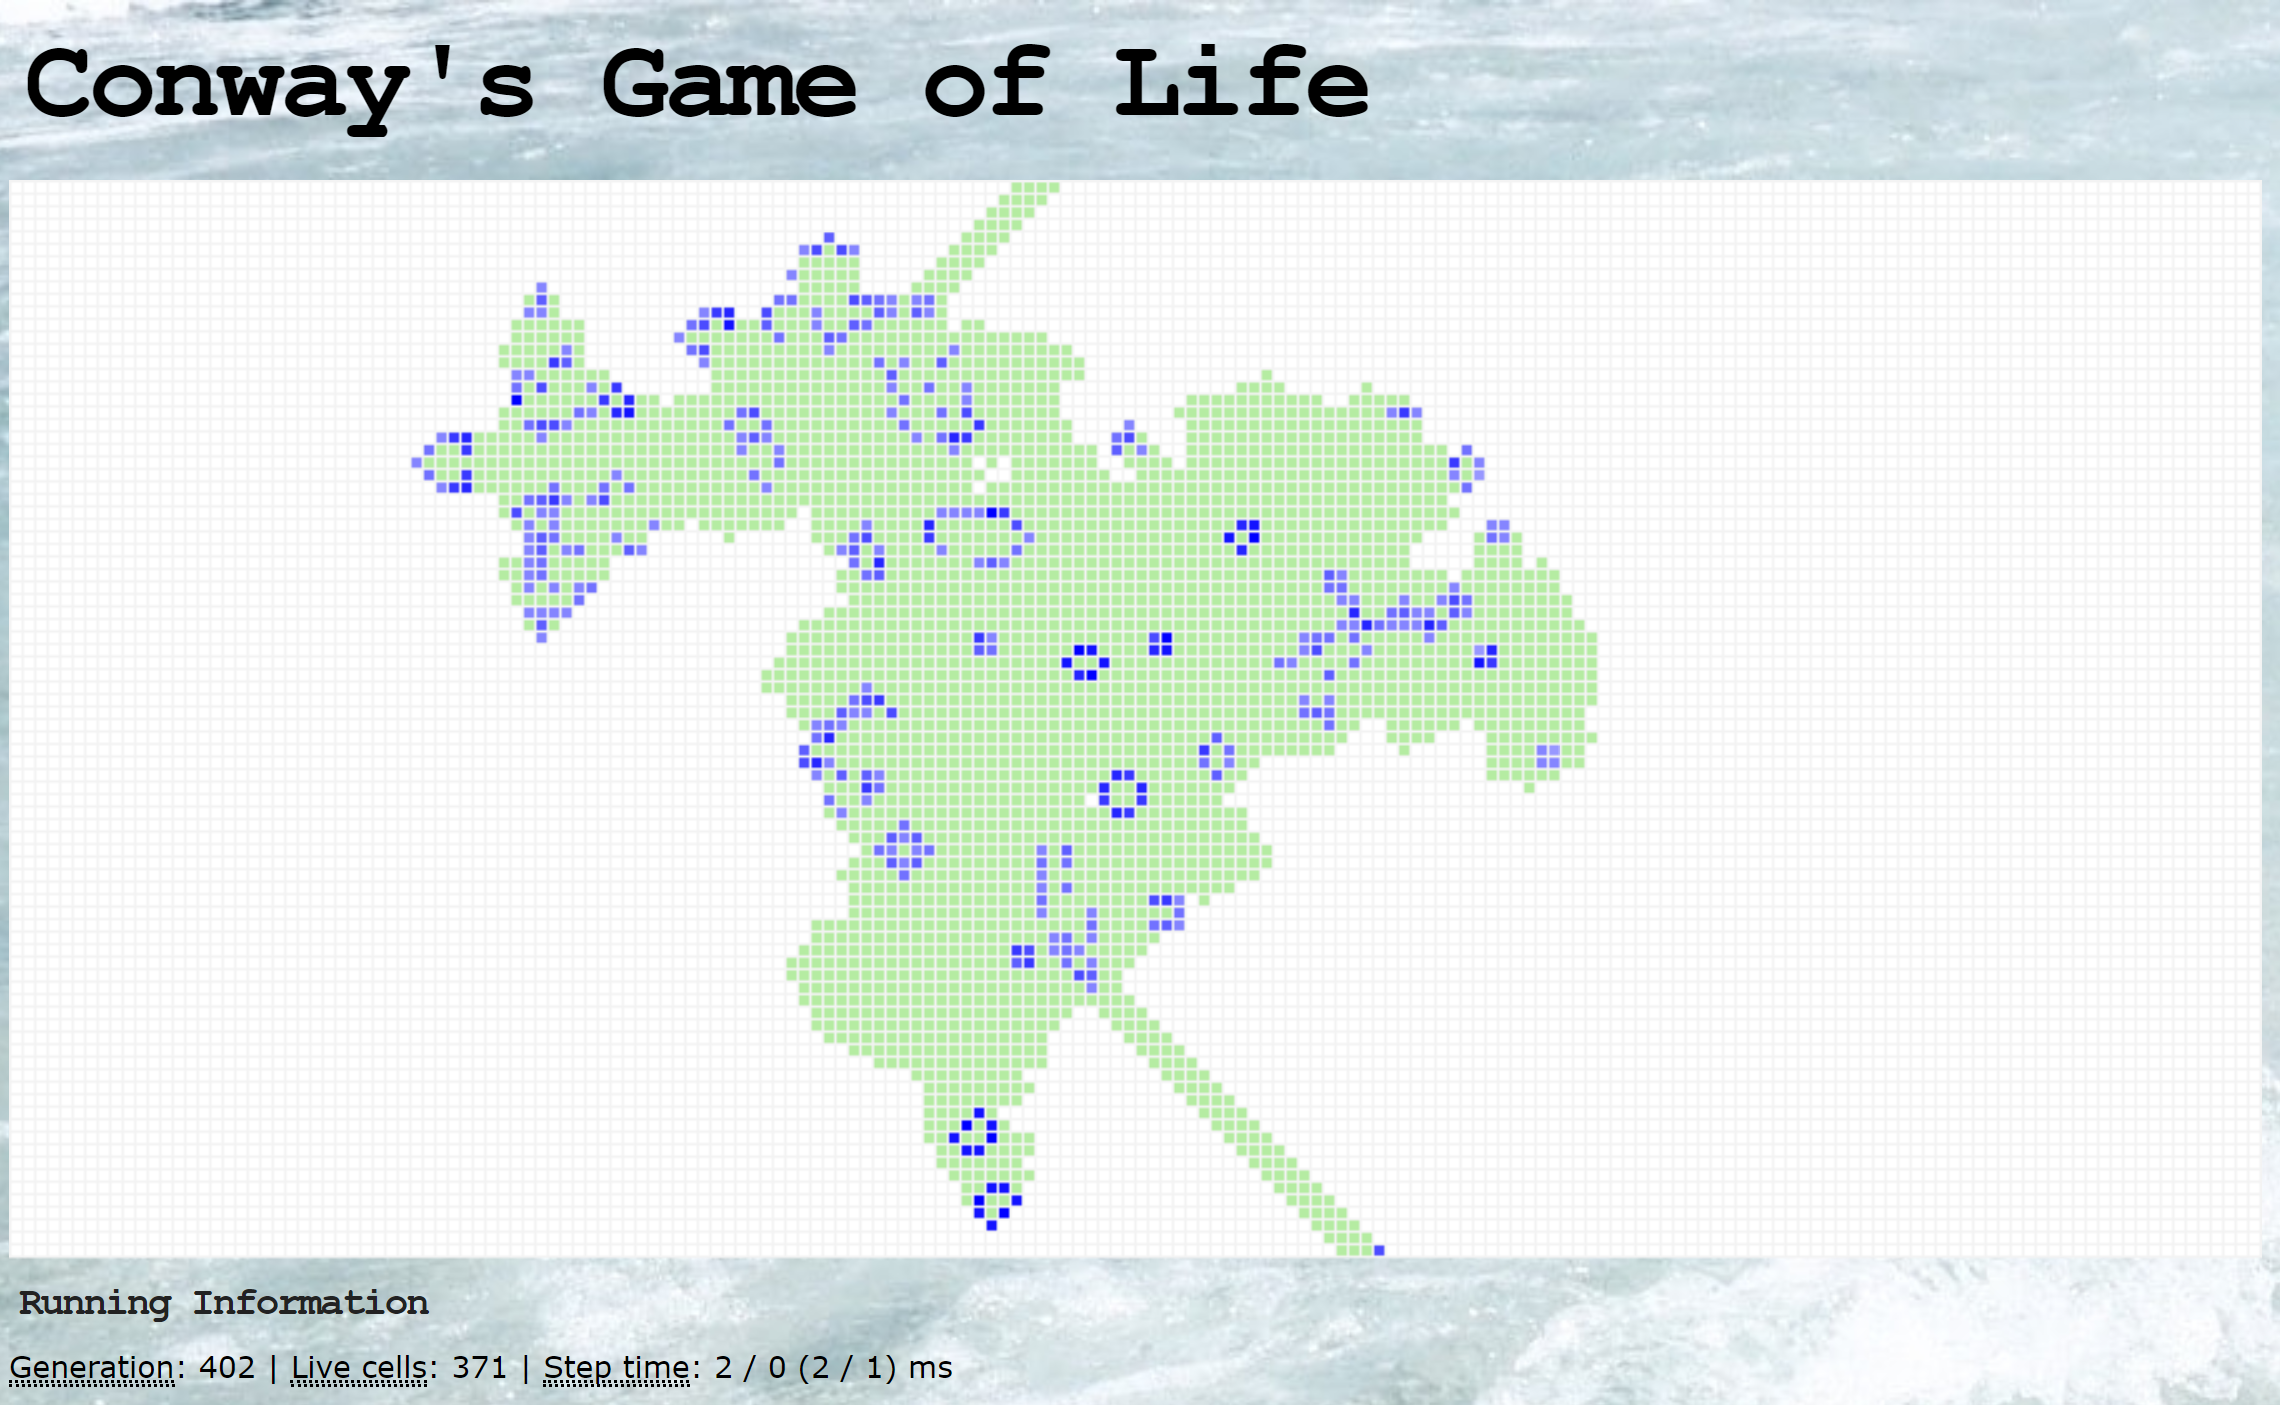 Conway's Game of Life
Running Information
Generation: 402 | Live cells: 371 | Step time: 2 / 0 (2 / 1) ms